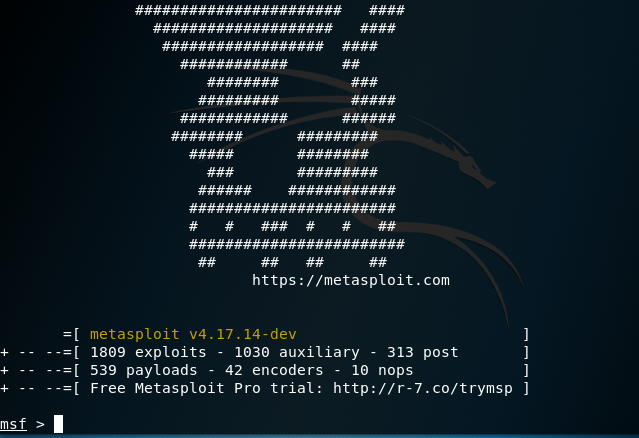 #######################   ####
####################   ####
##################  ####
############      ##
########        ###
#########        #####
############      ######
########      #########
#####       ########
###       #########
######    ############
#######################
#   #   ###  #   #   ##
########################
##     ##   ##     ##
https://metasploit.com
=[ metasploit v4.17.14-dev                         ]
+ -- --=[ 1809 exploits - 1030 auxiliary - 313 post       ]
+ -- --=[ 539 payloads - 42 encoders - 10 nops            ]
+ -- --=[ Free Metasploit Pro trial: http://r-7.co/trymsp ]
msf >